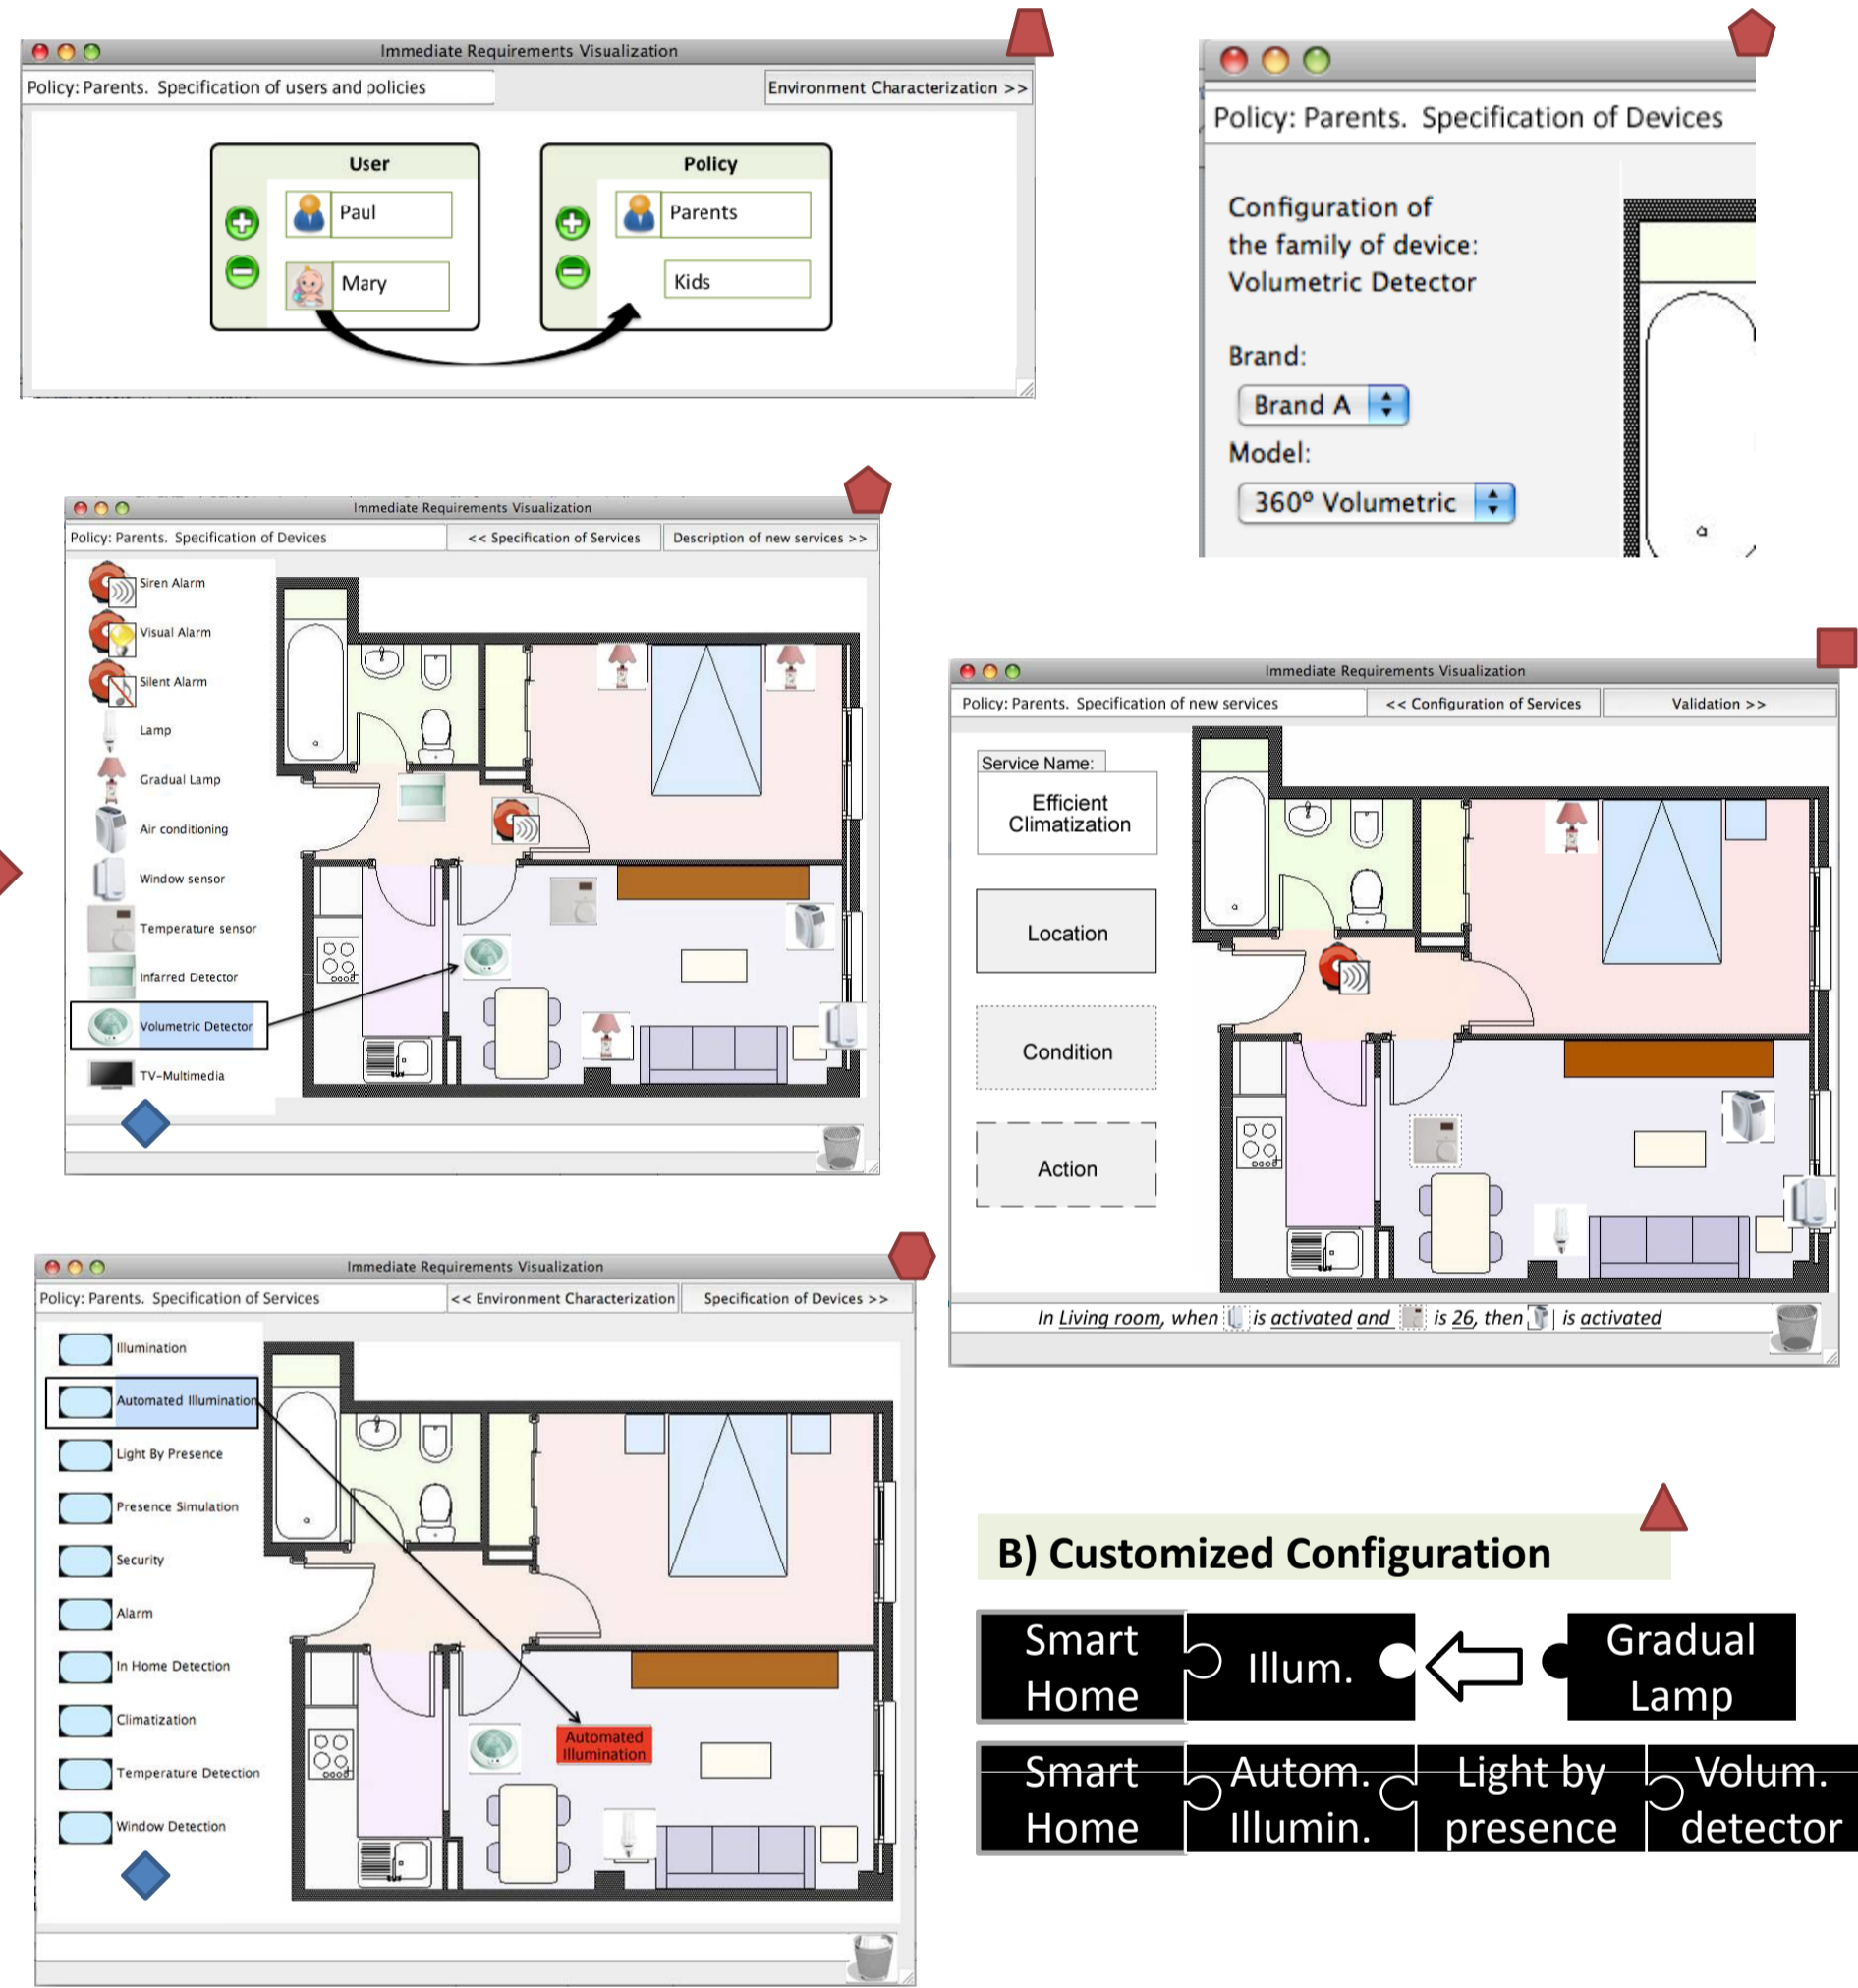 Immediate Requirements Visualization
Policy: Parents. Specification of users and policies
Environment Characterization >>
User
Paul
Mary
Policy
Parents
Kids
Policy: Parents. Specification of Devices
Configuration of
the family of device:
Volumetric Detector
Brand:
Brand A
Model:
360º Volumetric
Immediate Requirements Visualization
Policy: Parents. Specification of Devices
<< Specification of Services
Description of new services >>
Siren Alarm
Visual Alarm
Silent Alarm
Lamp
Gradual Lamp
Air conditioning
Window sensor
Temperature sensor
Infarred Detector
Volumetric Detector
TV-Multimedia
Immediate Requirements Visualization
Policy: Parents. Specification of new services
<< Configuration of Services
Validation >>
Service Name:
Efficient
Climatization
Location
Condition
Action
In Living room, when is activated and is 26, then is activated
Immediate Requirements Visualization
Policy: Parents. Specification of Services
<< Environment Characterization
Specification of Devices >>
Illumination
Automated Illumination
Light By Presence
Presence Simulation
Security
Alarm
In Home Detection
Climatization
Temperature Detection
Window Detection
Automated
Illumination
B) Customized Configuration
Smart
Home
Illum.
Gradual
Lamp
Smart
Home
Autom.
Illumin.
Light by
presence
Volum.
detector